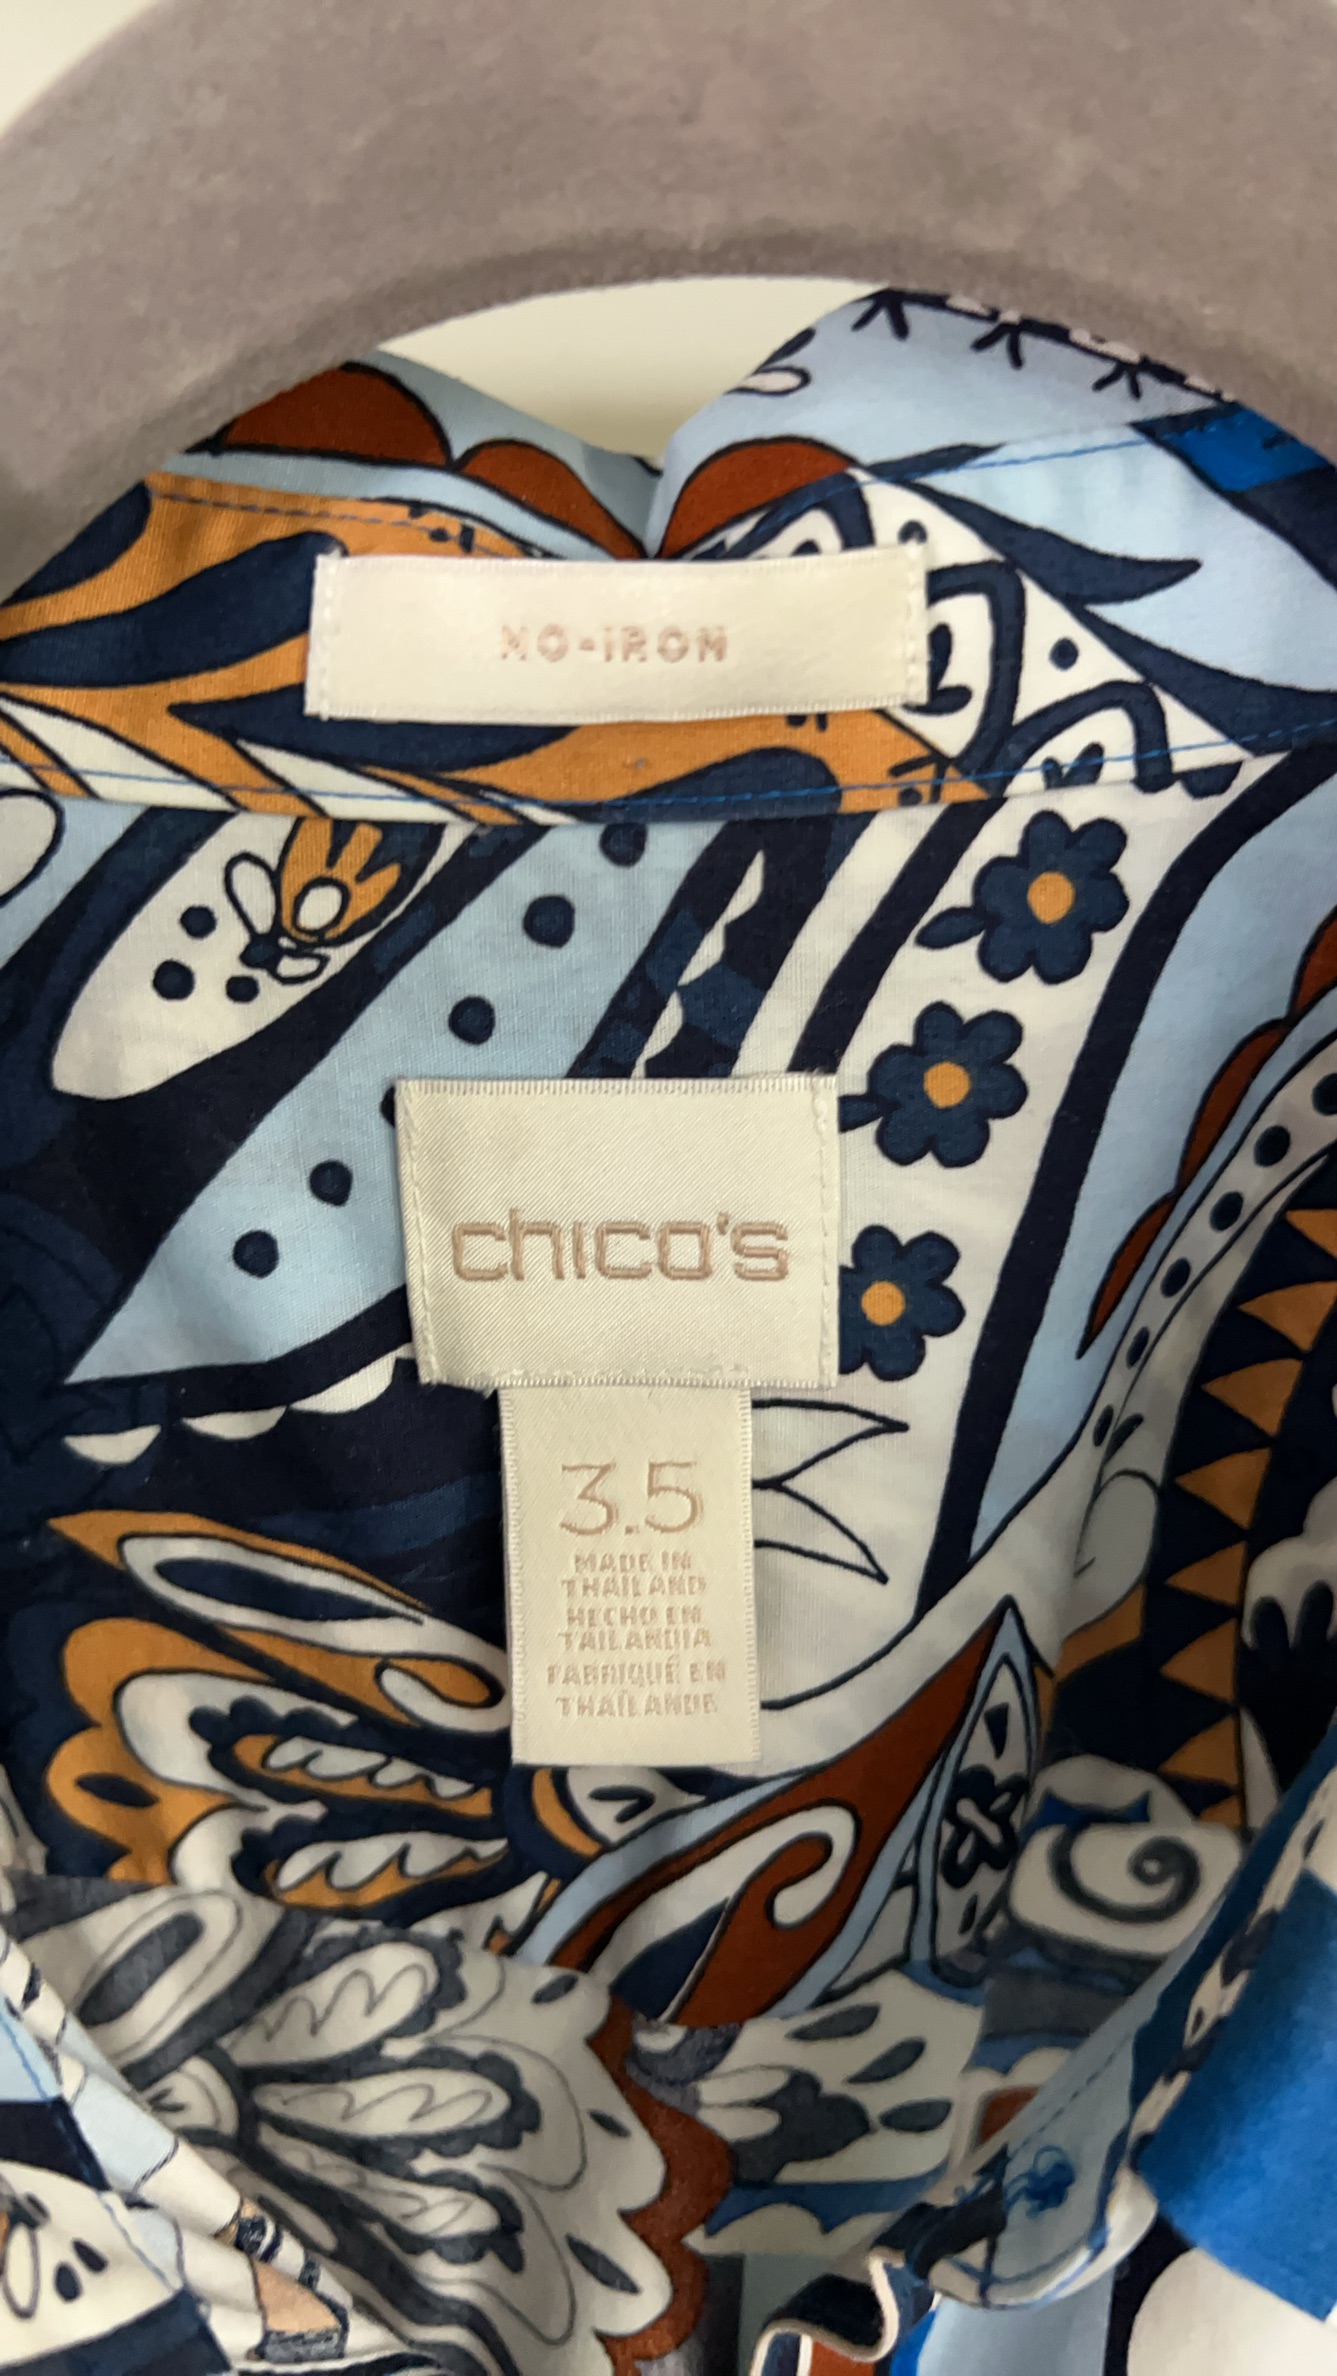 NO-IRON
chico's
3.5
MADE IN
THAILAND
HECHO EN
TAILANDIA
FABRIQUÉ EN
THAÏLANDE